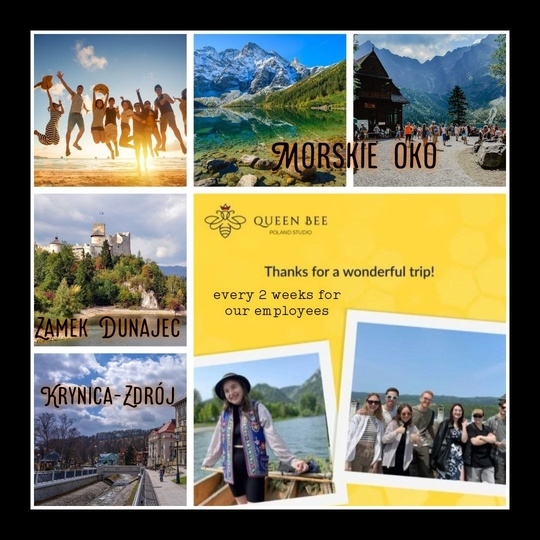 MORSKIE OKO
QUEEN BEE
POLAND STUDIO
Thanks for a wonderful trip!
every 2 weeks for
our employees
ZAMEK DUNAJEC
KRYNICA-ZDRÓJ